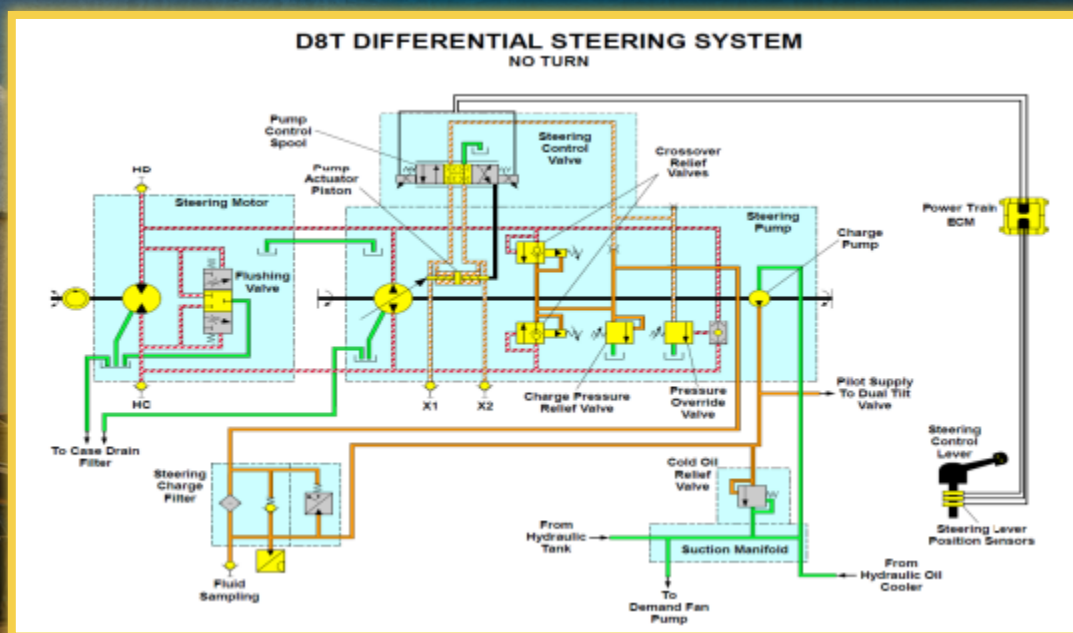 D8T DIFFERENTIAL STEERING SYSTEM
NO TURN
Pump
Control
Spool
Steering
Control
Valve
Crossover
Relief
Valves
Pump
Actuator
Piston
HD
Steering Motor
Flushing
Valve
Steering
Pump
Charge
Pump
Power Train
ECM
HC
X1
X2
Charge Pressure
Relief Valve
Pressure
Override
Valve
Pilot Supply
To Dual Tilt
Valve
To Case Drain
Filter
Steering
Charge
Filter
Cold Oil
Relief
Valve
Steering
Control
Lever
From
Hydraulic
Tank
Suction Manifold
Steering Lever
Position Sensors
Fluid
Sampling
To
Demand Fan
Pump
From
Hydraulic Oil
Cooler